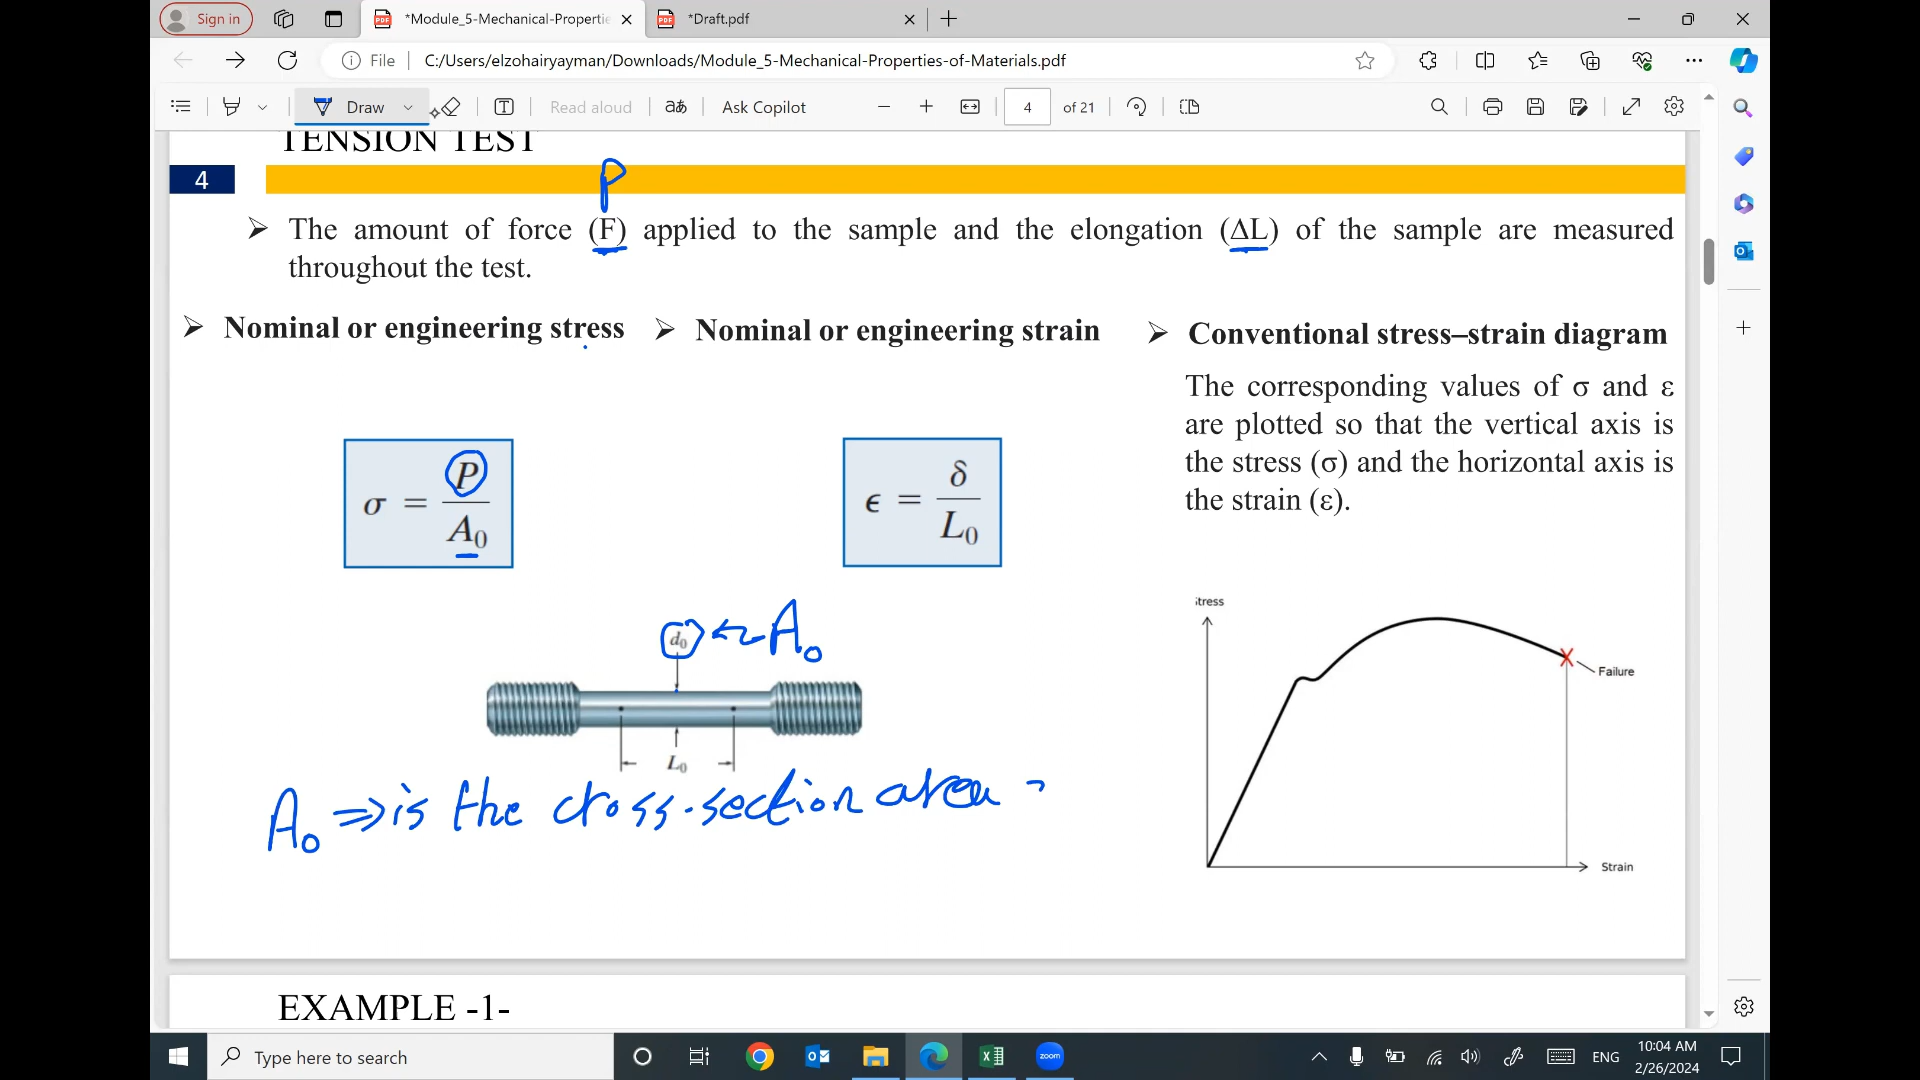 Sign in
*Module_5-Mechanical-Propertie
*Draft.pdf
File
C:/Users/elzohairyayman/Downloads/Module_5-Mechanical-Properties-of-Materials.pdf
Draw
T
Read aloud
aあ
Ask Copilot
4
of 21
TENSION TEST
4
P
➢ The amount of force (F) applied to the sample and the elongation (ΔL) of the sample are measured
throughout the test.
➢ Nominal or engineering stress
➢ Nominal or engineering strain
➢ Conventional stress–strain diagram
The corresponding values of σ and ε
are plotted so that the vertical axis is
the stress (σ) and the horizontal axis is
the strain (ε).
σ = P / A₀
ϵ = δ / L₀
d₀ ← A₀
L₀
A₀ ⇒ is the cross-section area
Stress
Failure
Strain
EXAMPLE -1-
Type here to search
zoom
ENG
10:04 AM
2/26/2024